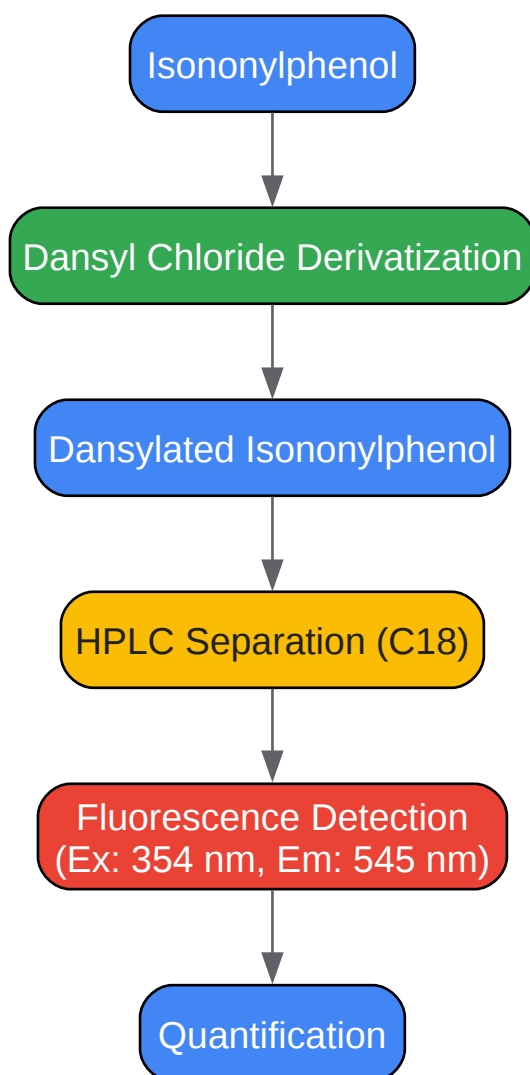 Isononylphenol
Dansyl Chloride Derivatization
Dansylated Isononylphenol
HPLC Separation (C18)
Fluorescence Detection
(Ex: 354 nm, Em: 545 nm)
Quantification